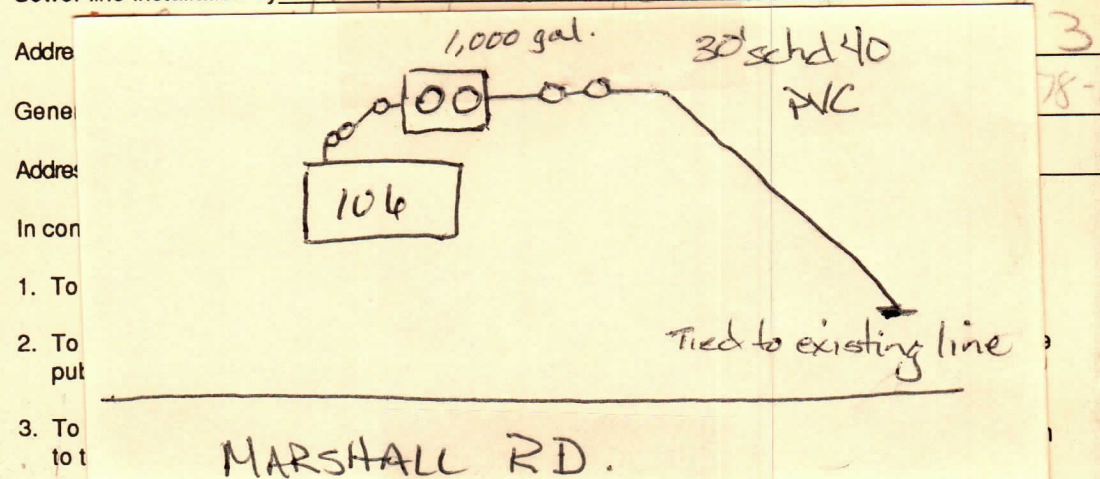 Addre
Gene
Addres
In con
1. To
2. To
put
3. To
to t
1,000 gal.
30' schd 40
PVC
106
Tied to existing line
MARSHALL RD.
3
78-